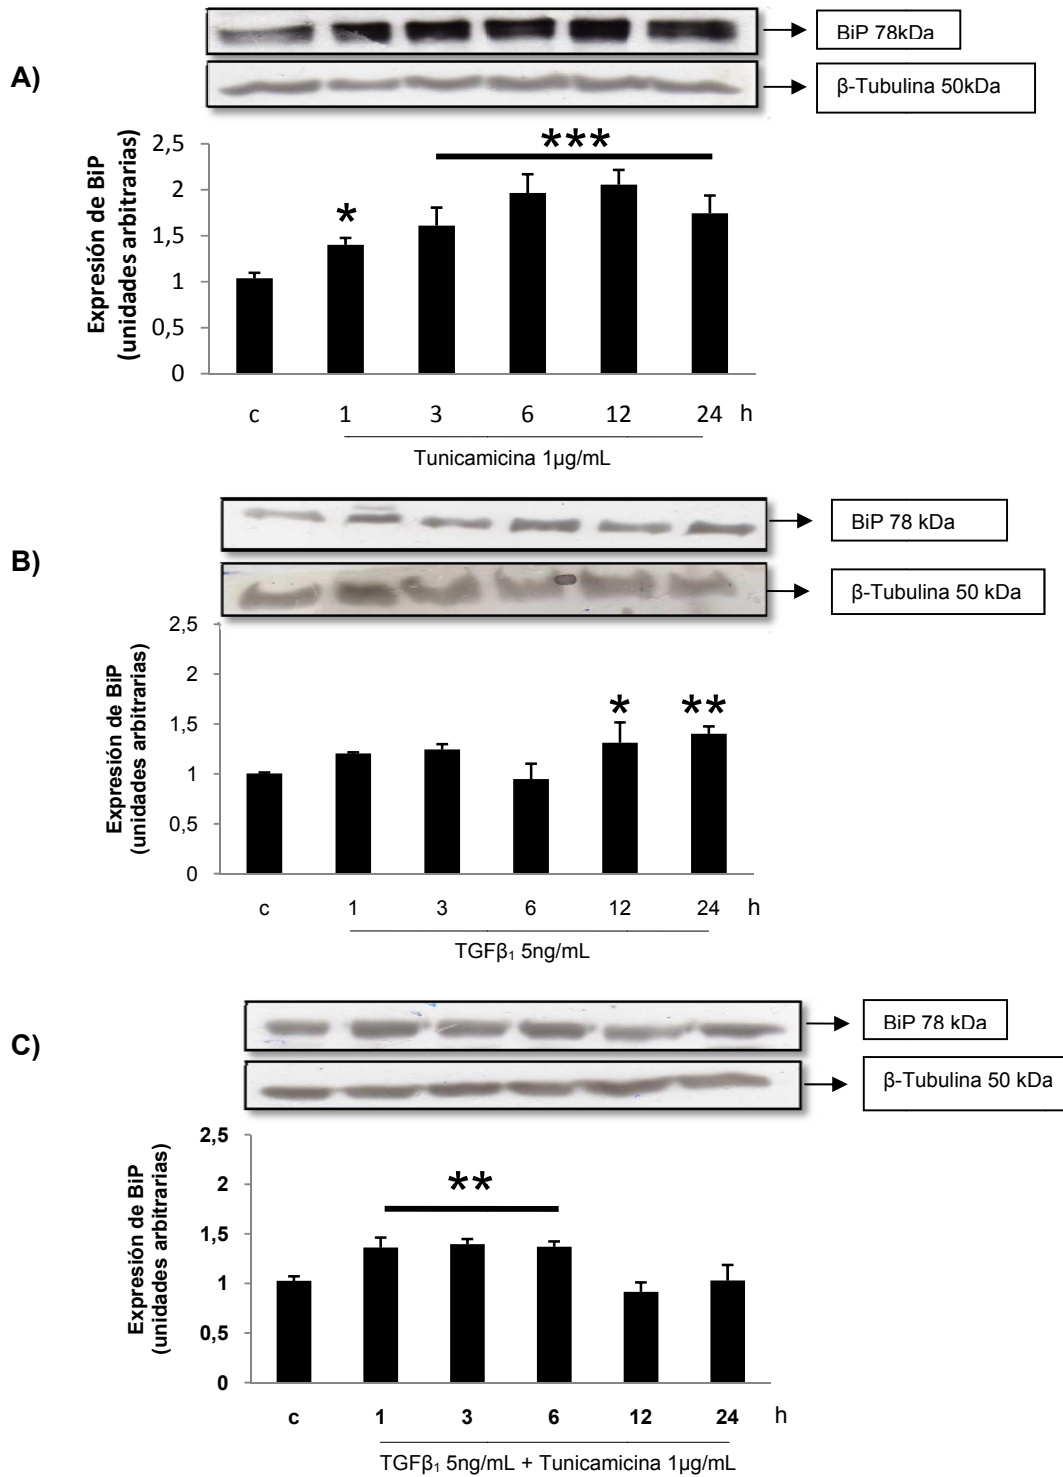 BiP 78kDa
A)
β-Tubulina 50kDa
***
*
Expresión de BiP
(unidades arbitrarias)
2,5
2
1,5
1
0,5
0
c 1 3 6 12 24 h
Tunicamicina 1µg/mL
BiP 78 kDa
B)
β-Tubulina 50 kDa
* **
Expresión de BiP
(unidades arbitrarias)
2,5
2
1,5
1
0,5
0
c 1 3 6 12 24 h
TGFβ₁ 5ng/mL
BiP 78 kDa
C)
β-Tubulina 50 kDa
**
Expresión de BiP
(unidades arbitrarias)
2,5
2
1,5
1
0,5
0
c 1 3 6 12 24 h
TGFβ₁ 5ng/mL + Tunicamicina 1µg/mL